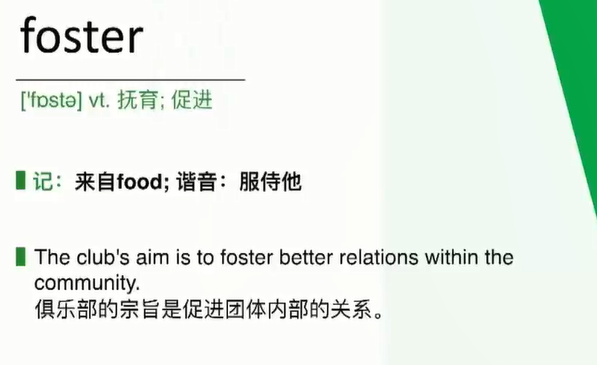 foster
['fɒstə] vt. 抚育; 促进
记：来自food; 谐音：服侍他
The club's aim is to foster better relations within the
community.
俱乐部的宗旨是促进团体内部的关系。